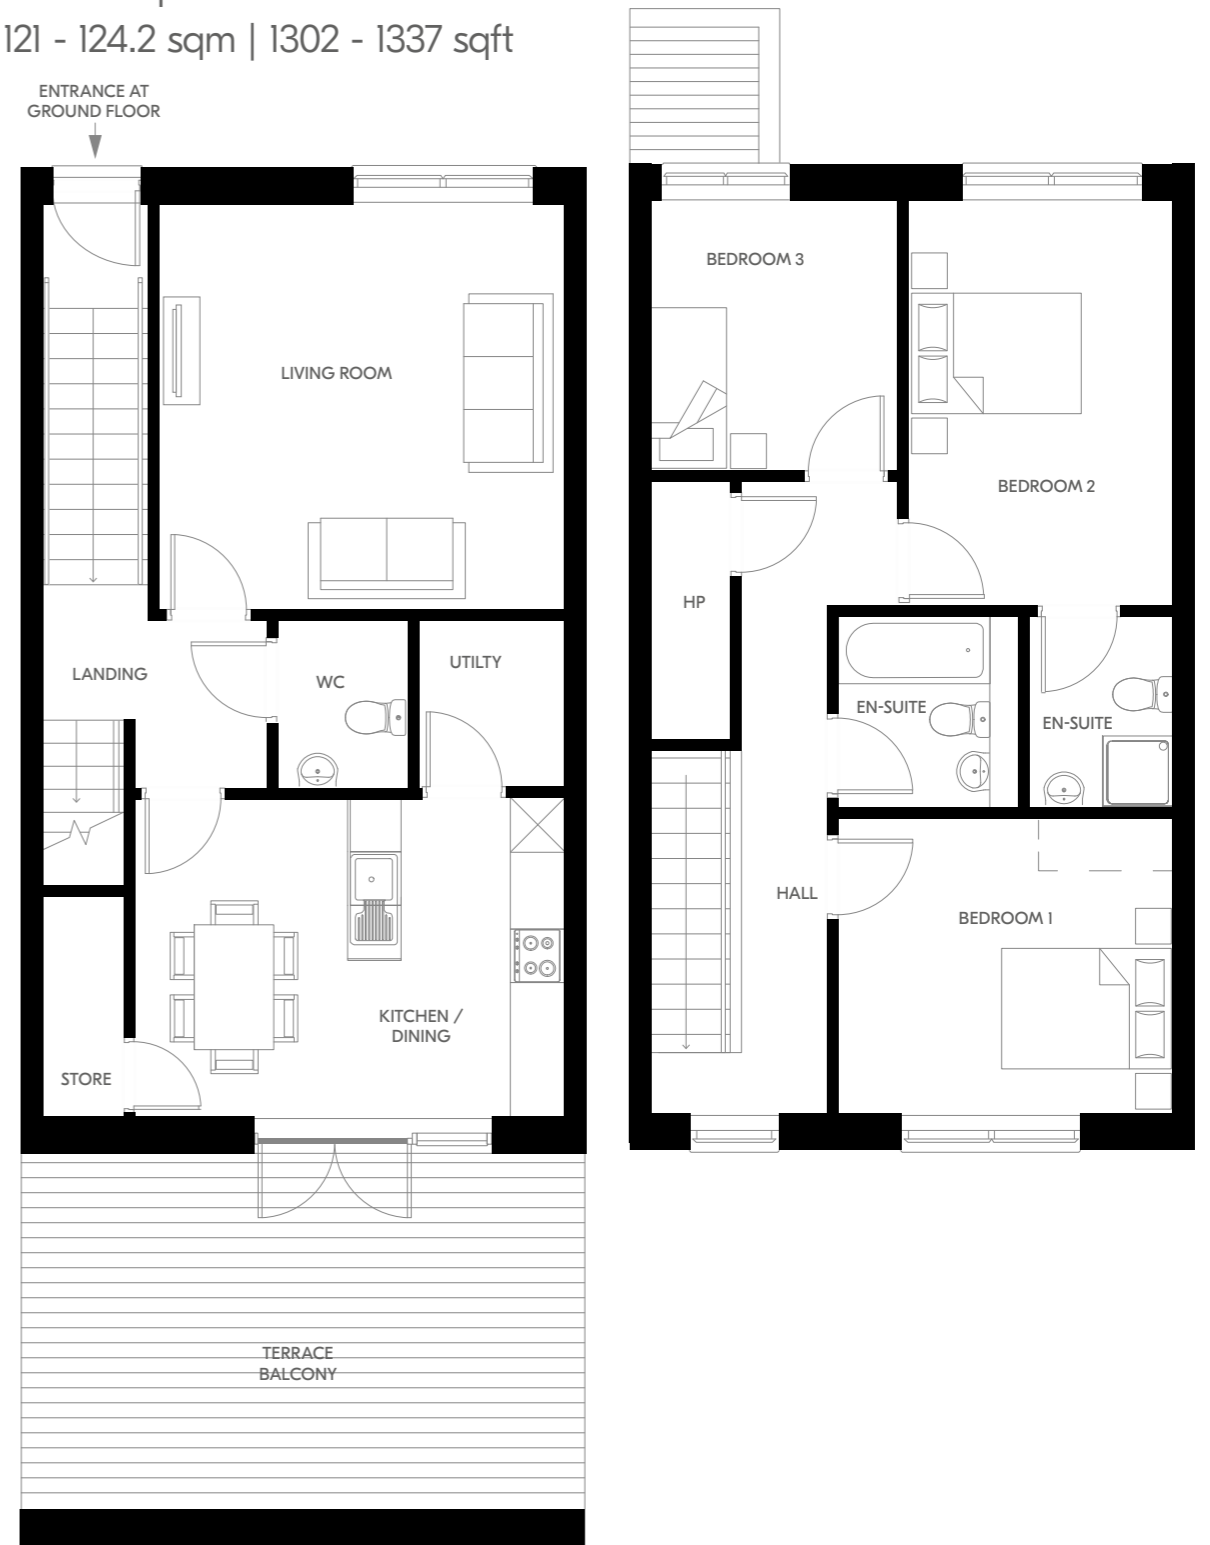 121 - 124.2 sqm | 1302 - 1337 sqft
ENTRANCE AT
GROUND FLOOR
LIVING ROOM
LANDING
WC
UTILTY
KITCHEN /
DINING
STORE
TERRACE
BALCONY
BEDROOM 3
BEDROOM 2
HP
EN-SUITE
EN-SUITE
HALL
BEDROOM 1